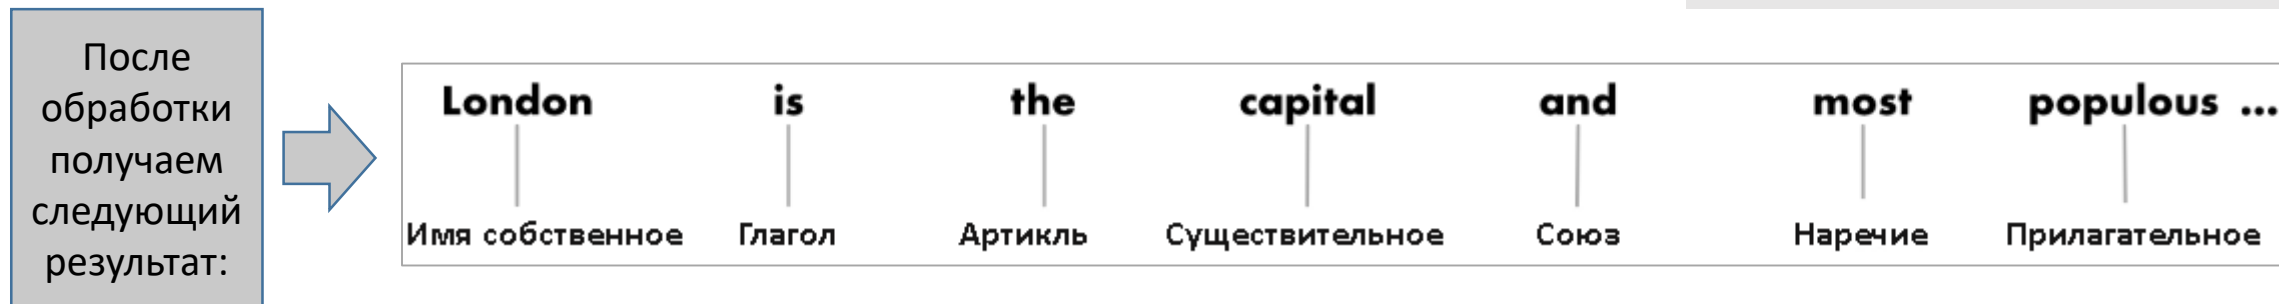 После
обработки
получаем
следующий
результат:
London is the capital and most populous ...
Имя собственное Глагол Артикль Существительное Союз Наречие Прилагательное